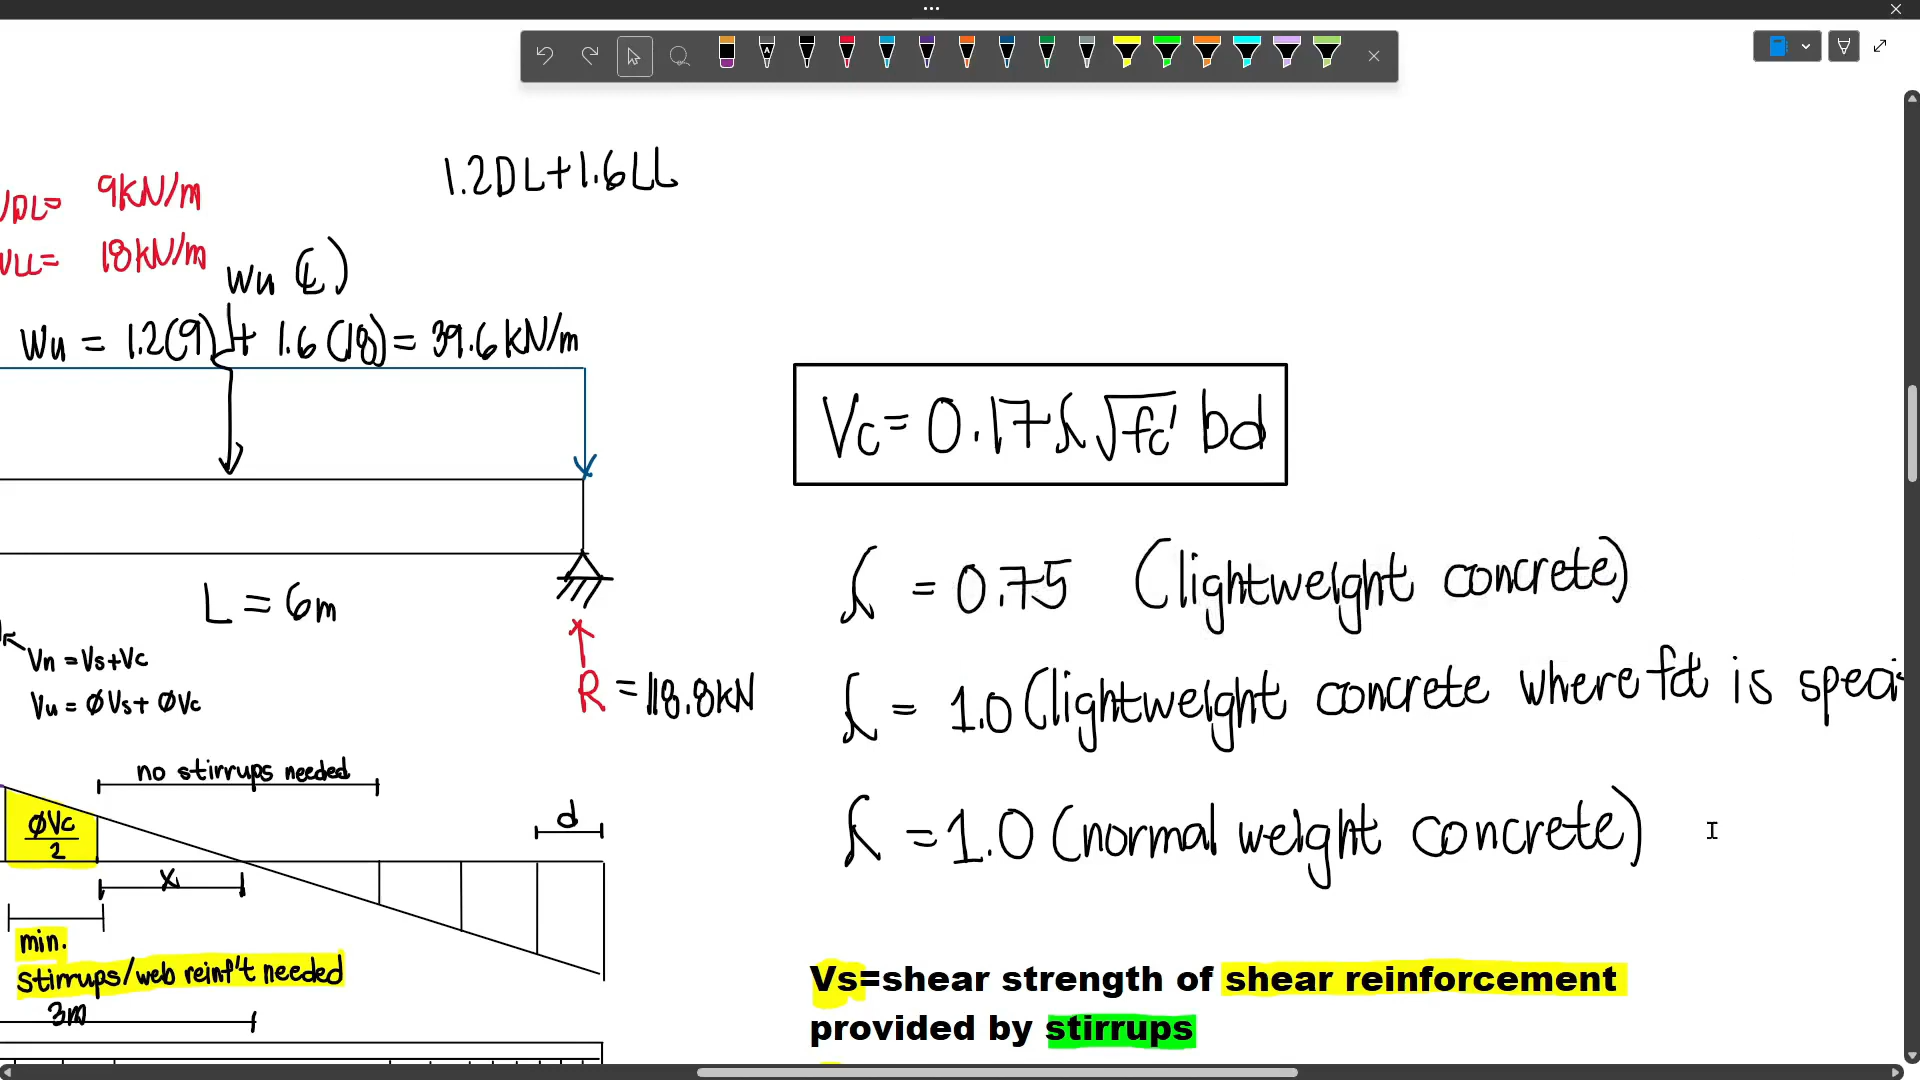 1.2DL+1.6LL
9kN/m
18kN/m
Wu (℄)
Wu = 1.2(9) + 1.6(18) = 39.6 kN/m
Vc = 0.17λ√fc' bd
λ = 0.75 (lightweight concrete)
L = 6m
Vn = Vs+Vc
Vu = ØVs + ØVc
R = 118.8kN
λ = 1.0 (lightweight concrete where fct is speci
no stirrups needed
ØVc
2
d
x
λ = 1.0 (normal weight concrete)
min.
stirrups/web reinf't needed
3m
Vs=shear strength of shear reinforcement
provided by stirrups